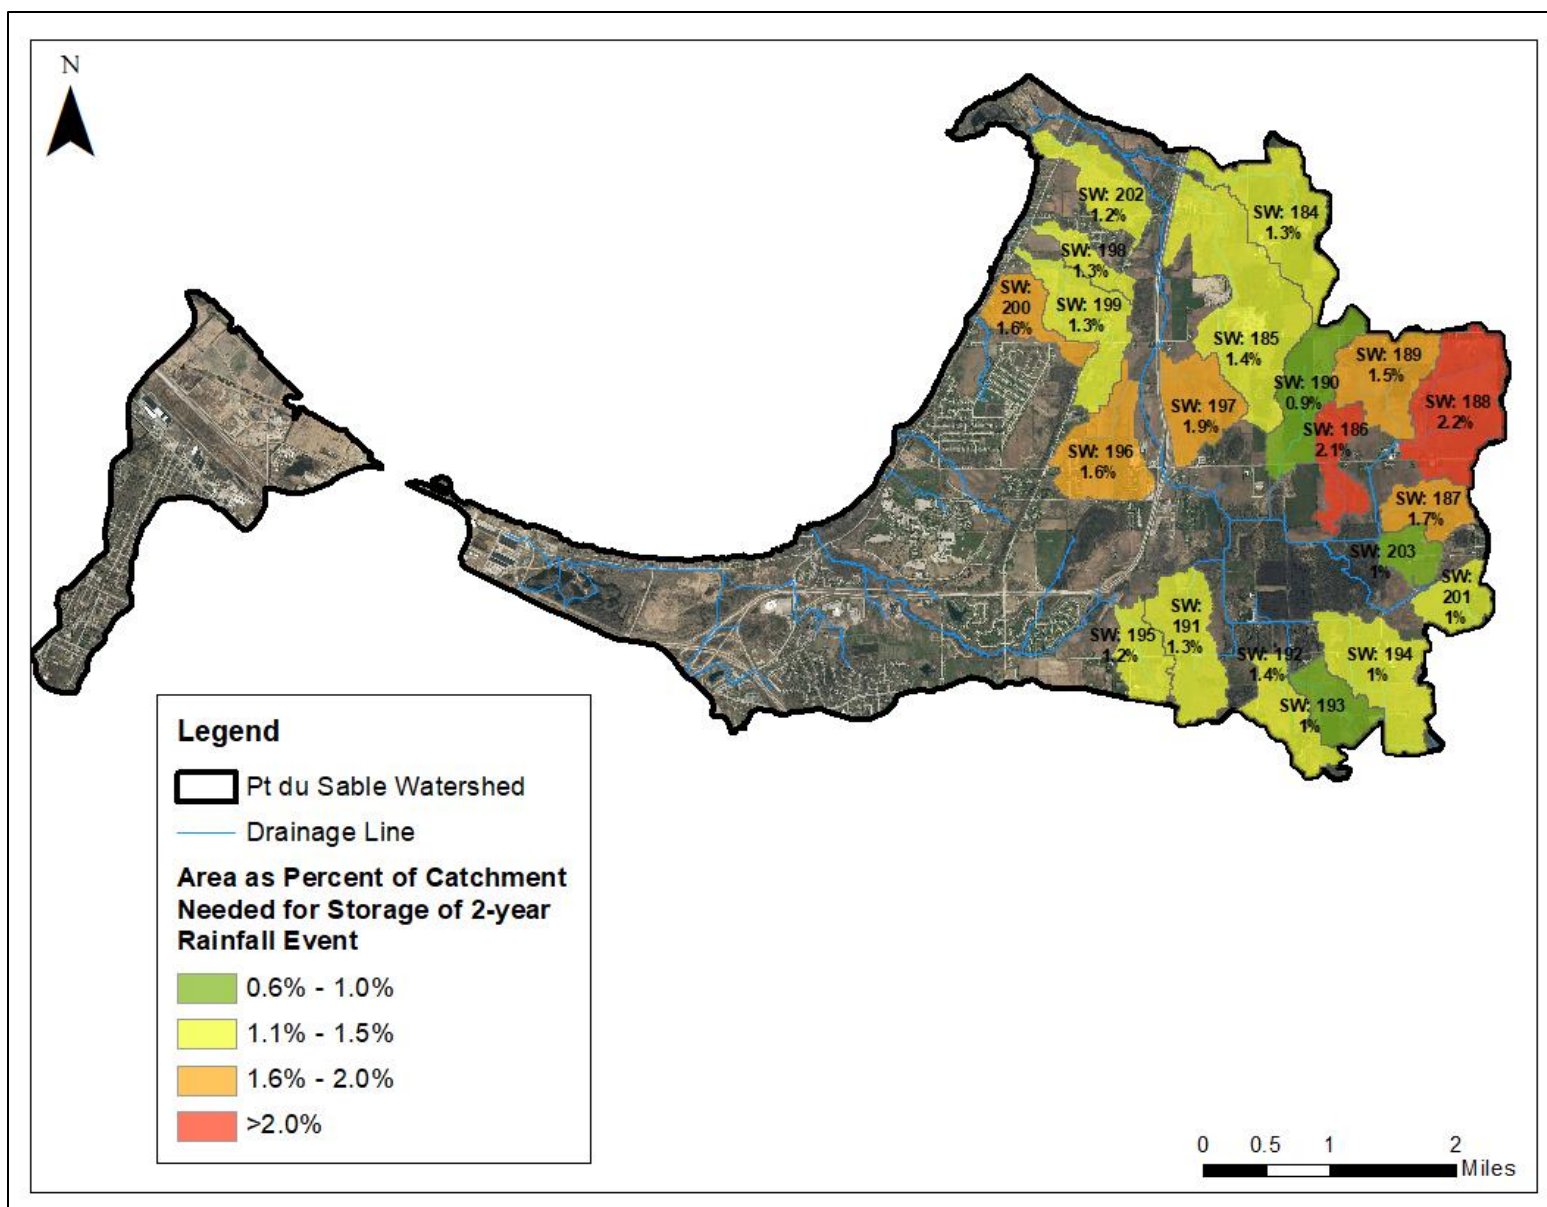 N
SW: 202
1.2%
SW: 184
1.3%
SW: 198
1.3%
SW:
200
1.6%
SW: 199
1.3%
SW: 185
1.4%
SW: 189
1.5%
SW: 190
0.9%
SW: 188
2.2%
SW: 197
1.9%
SW: 186
2.1%
SW: 196
1.6%
SW: 187
1.7%
SW: 203
1%
SW:
201
1%
SW:
191
1.3%
SW: 195
1.2%
SW: 192
1.4%
SW: 194
1%
SW: 193
1%
Legend
Pt du Sable Watershed
Drainage Line
Area as Percent of Catchment
Needed for Storage of 2-year
Rainfall Event
0.6% - 1.0%
1.1% - 1.5%
1.6% - 2.0%
>2.0%
0 0.5 1 2
Miles